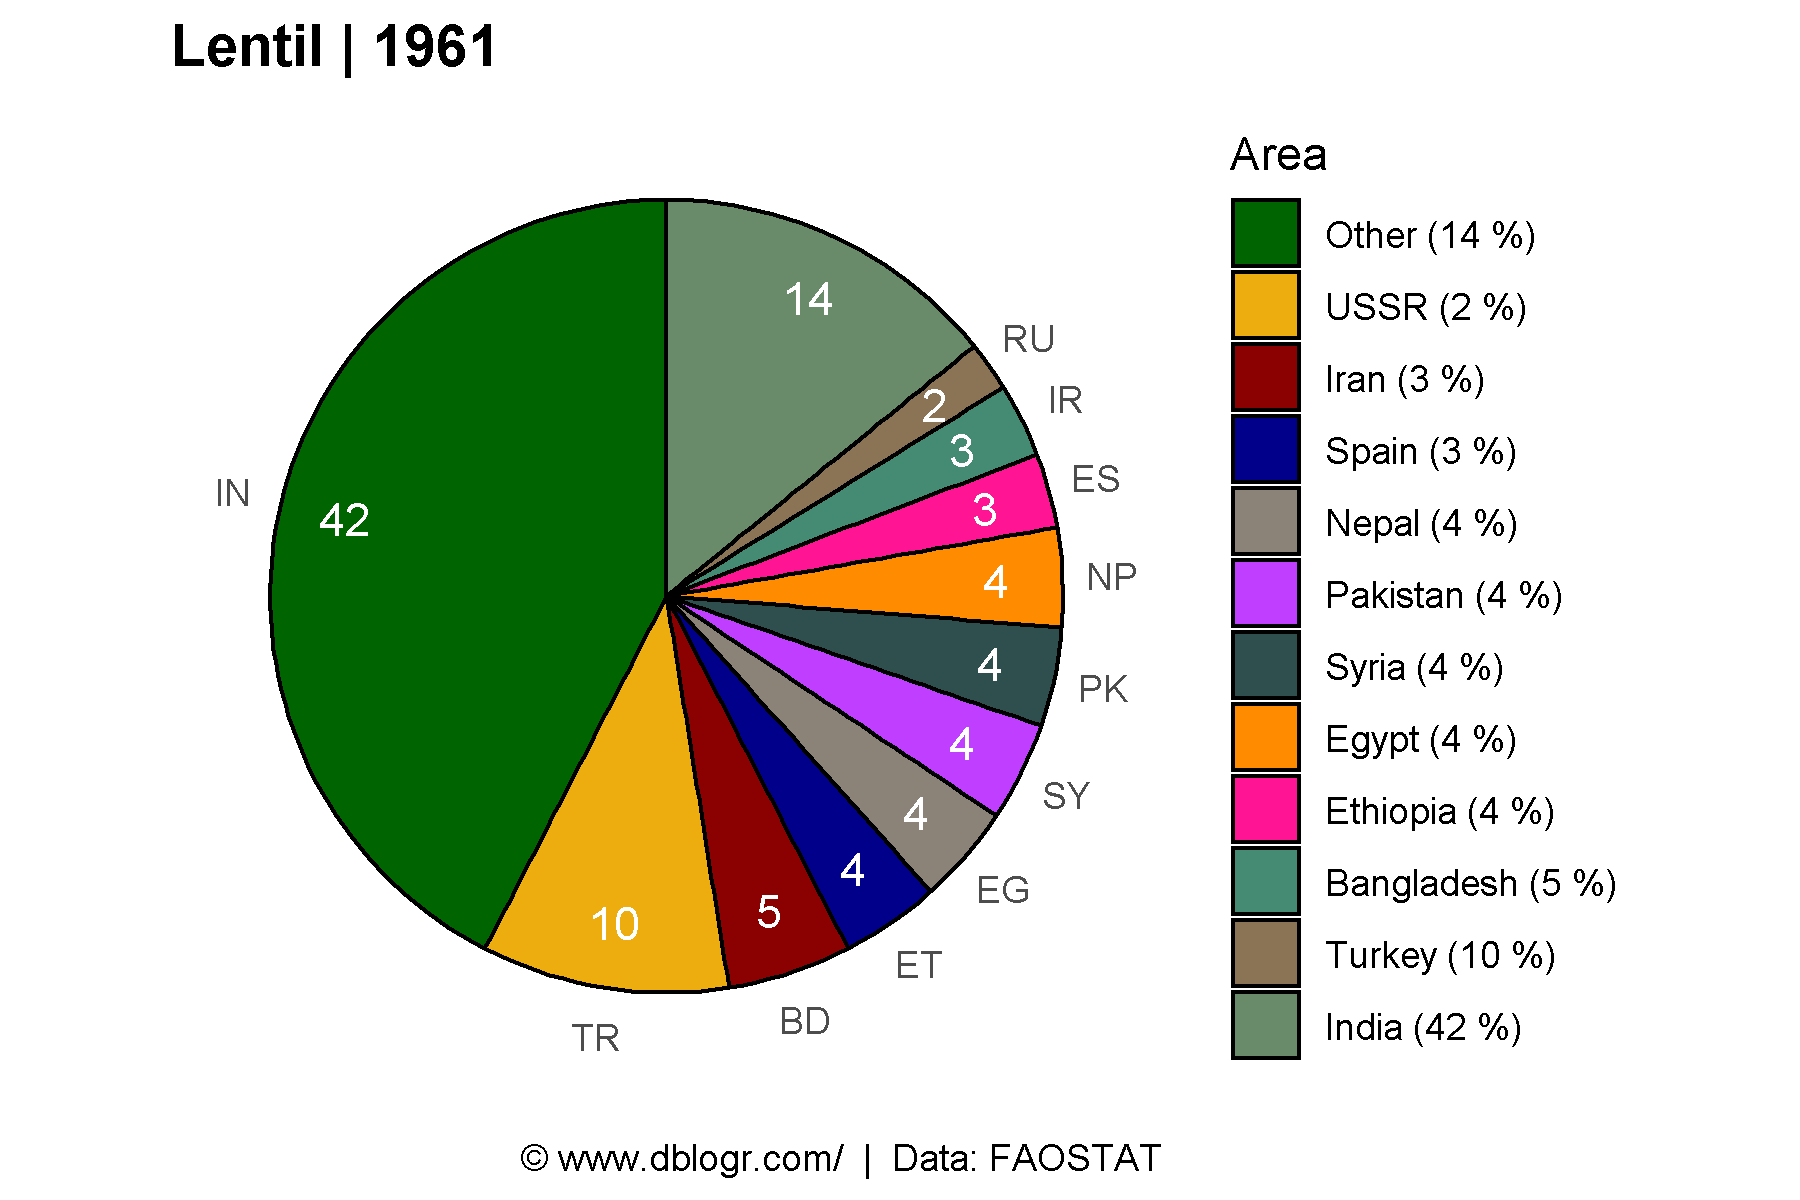 Lentil | 1961
Area
Other (14 %)
USSR (2 %)
Iran (3 %)
Spain (3 %)
Nepal (4 %)
Pakistan (4 %)
Syria (4 %)
Egypt (4 %)
Ethiopia (4 %)
Bangladesh (5 %)
Turkey (10 %)
India (42 %)
14
RU
2
IR
3
ES
3
NP
4
PK
4
SY
4
EG
4
ET
4
BD
5
TR
10
IN
42
© www.dblogr.com/ | Data: FAOSTAT